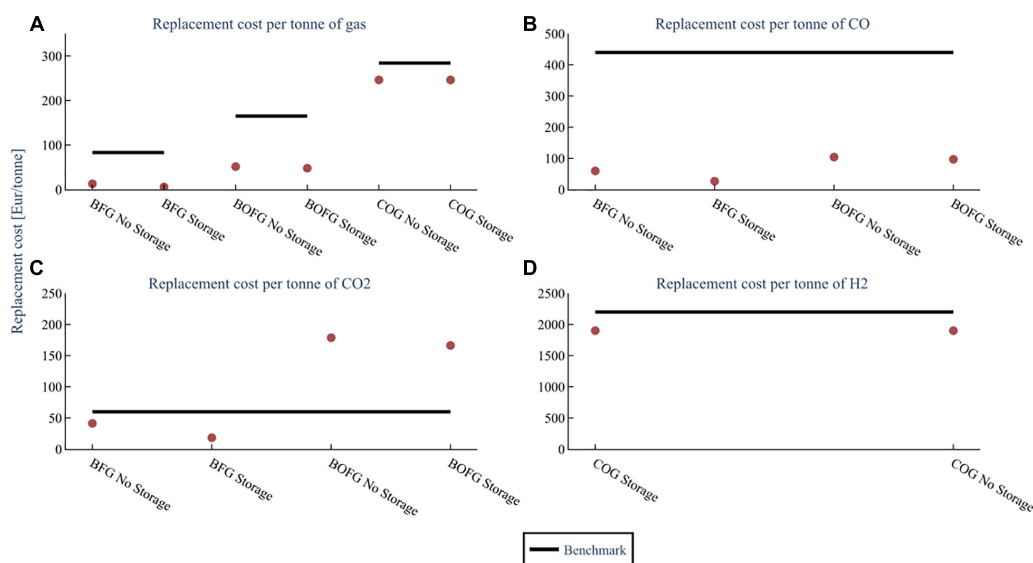 A
Replacement cost per tonne of gas
300
200
100
0
BFG No Storage
BFG Storage
BOFG No Storage
BOFG Storage
COG No Storage
COG Storage
B
Replacement cost per tonne of CO
500
400
300
200
100
0
BFG No Storage
BFG Storage
BOFG No Storage
BOFG Storage
Replacement cost [Eur/tonne]
C
Replacement cost per tonne of CO2
250
200
150
100
50
0
BFG No Storage
BFG Storage
BOFG No Storage
BOFG Storage
D
Replacement cost per tonne of H2
2500
2000
1500
1000
500
0
COG Storage
COG No Storage
Benchmark